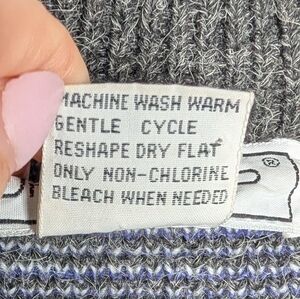 MACHINE WASH WARM
GENTLE CYCLE
RESHAPE DRY FLAT
ONLY NON-CHLORINE
BLEACH WHEN NEEDED
®